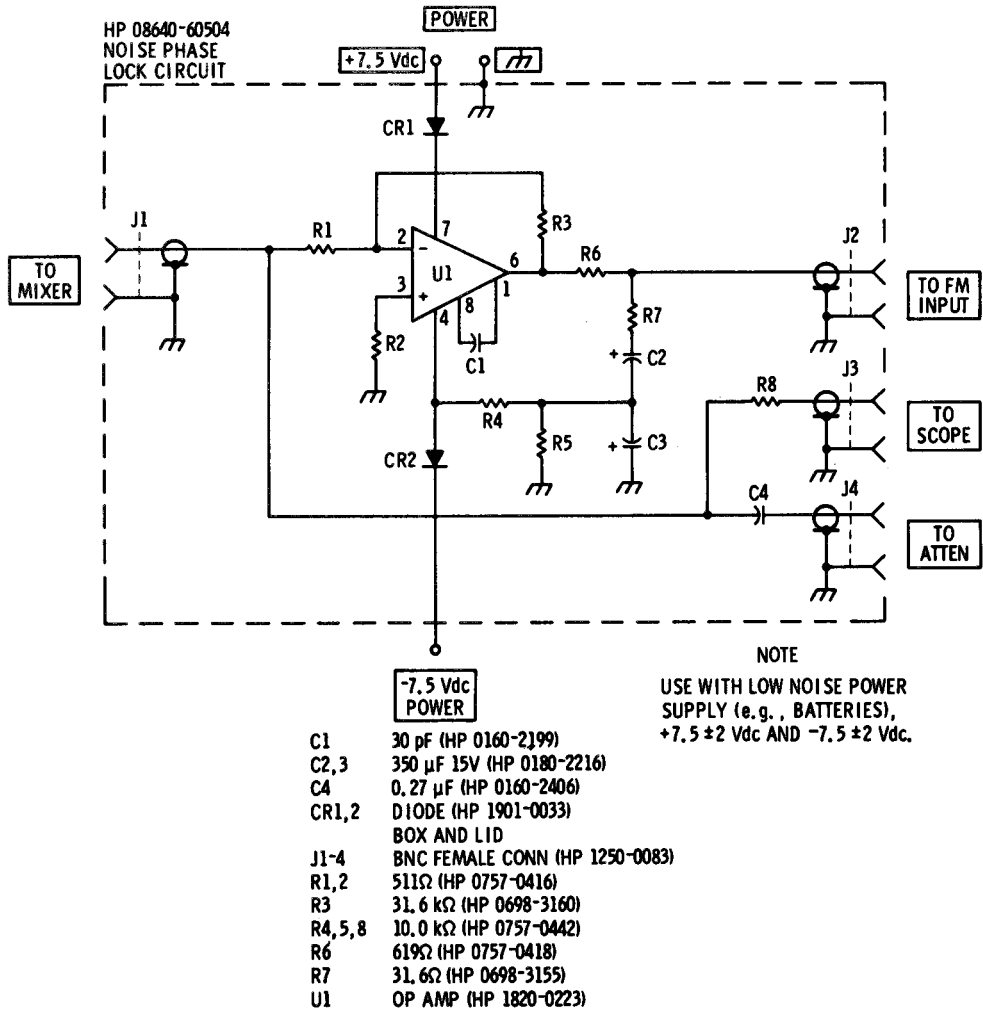 HP 08640-60504
NOISE PHASE
LOCK CIRCUIT
POWER
+7.5 Vdc
CR1
J1
R1
2
-
7
R3
U1
6
R6
3
+
4
8
1
C1
R2
J2
TO
MIXER
TO FM
INPUT
R7
+
C2
J3
R8
TO
SCOPE
R4
R5
+
C3
CR2
C4
J4
TO
ATTEN
-7.5 Vdc
POWER
NOTE
USE WITH LOW NOISE POWER
SUPPLY (e.g., BATTERIES),
+7.5 ±2 Vdc AND -7.5 ±2 Vdc.
C1 30 pF (HP 0160-2199)
C2,3 350 µF 15V (HP 0180-2216)
C4 0.27 µF (HP 0160-2406)
CR1,2 DIODE (HP 1901-0033)
BOX AND LID
J1-4 BNC FEMALE CONN (HP 1250-0083)
R1,2 511Ω (HP 0757-0416)
R3 31.6 kΩ (HP 0698-3160)
R4,5,8 10.0 kΩ (HP 0757-0442)
R6 619Ω (HP 0757-0418)
R7 31.6Ω (HP 0698-3155)
U1 OP AMP (HP 1820-0223)